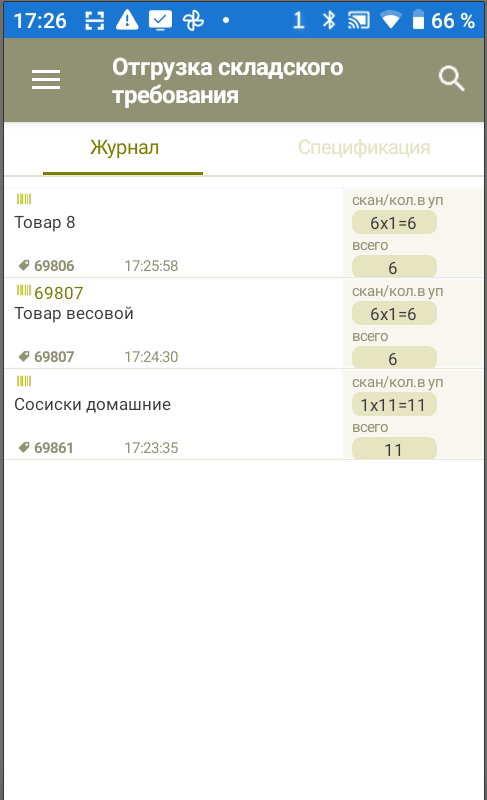 17:26 1 66 %
Отгрузка складского
требования
Журнал Спецификация
скан/кол.в уп
Товар 8
6x1=6
всего
69806 17:25:58
6
69807
скан/кол.в уп
Товар весовой
6x1=6
всего
69807 17:24:30
6
скан/кол.в уп
Сосиски домашние
1x11=11
всего
69861 17:23:35
11